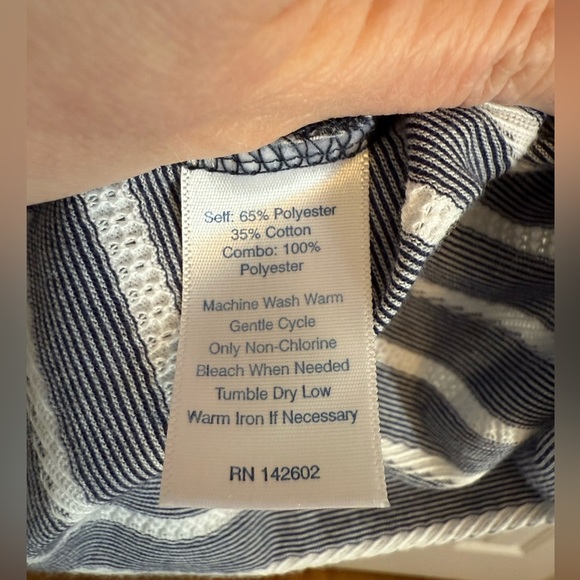 Self: 65% Polyester
35% Cotton
Combo: 100%
Polyester
Machine Wash Warm
Gentle Cycle
Only Non-Chlorine
Bleach When Needed
Tumble Dry Low
Warm Iron If Necessary
RN 142602